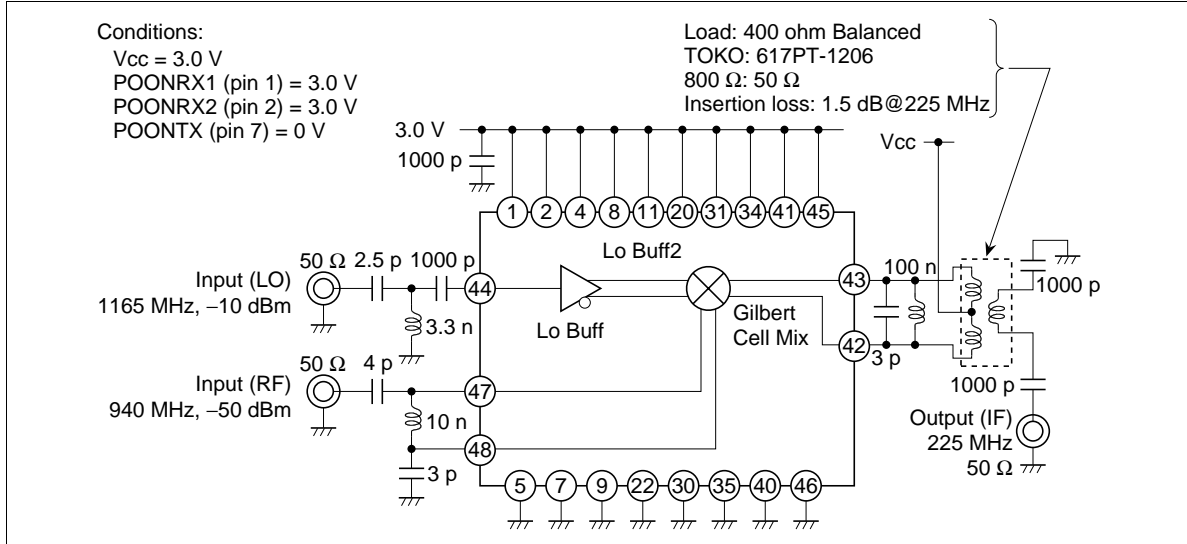 Conditions:
Vcc = 3.0 V
POONRX1 (pin 1) = 3.0 V
POONRX2 (pin 2) = 3.0 V
POONTX (pin 7) = 0 V
Load: 400 ohm Balanced
TOKO: 617PT-1206
800 Ω: 50 Ω
Insertion loss: 1.5 dB@225 MHz
3.0 V
1000 p
Vcc
1 2 4 8 11 20 31 34 41 45
Lo Buff2
50 Ω 2.5 p 1000 p
Input (LO)
1165 MHz, –10 dBm
44
3.3 n
Lo Buff
Gilbert
Cell Mix
43
100 n
42
3 p
1000 p
1000 p
50 Ω 4 p
Input (RF)
940 MHz, –50 dBm
47
10 n
48
3 p
Output (IF)
225 MHz
50 Ω
5 7 9 22 30 35 40 46